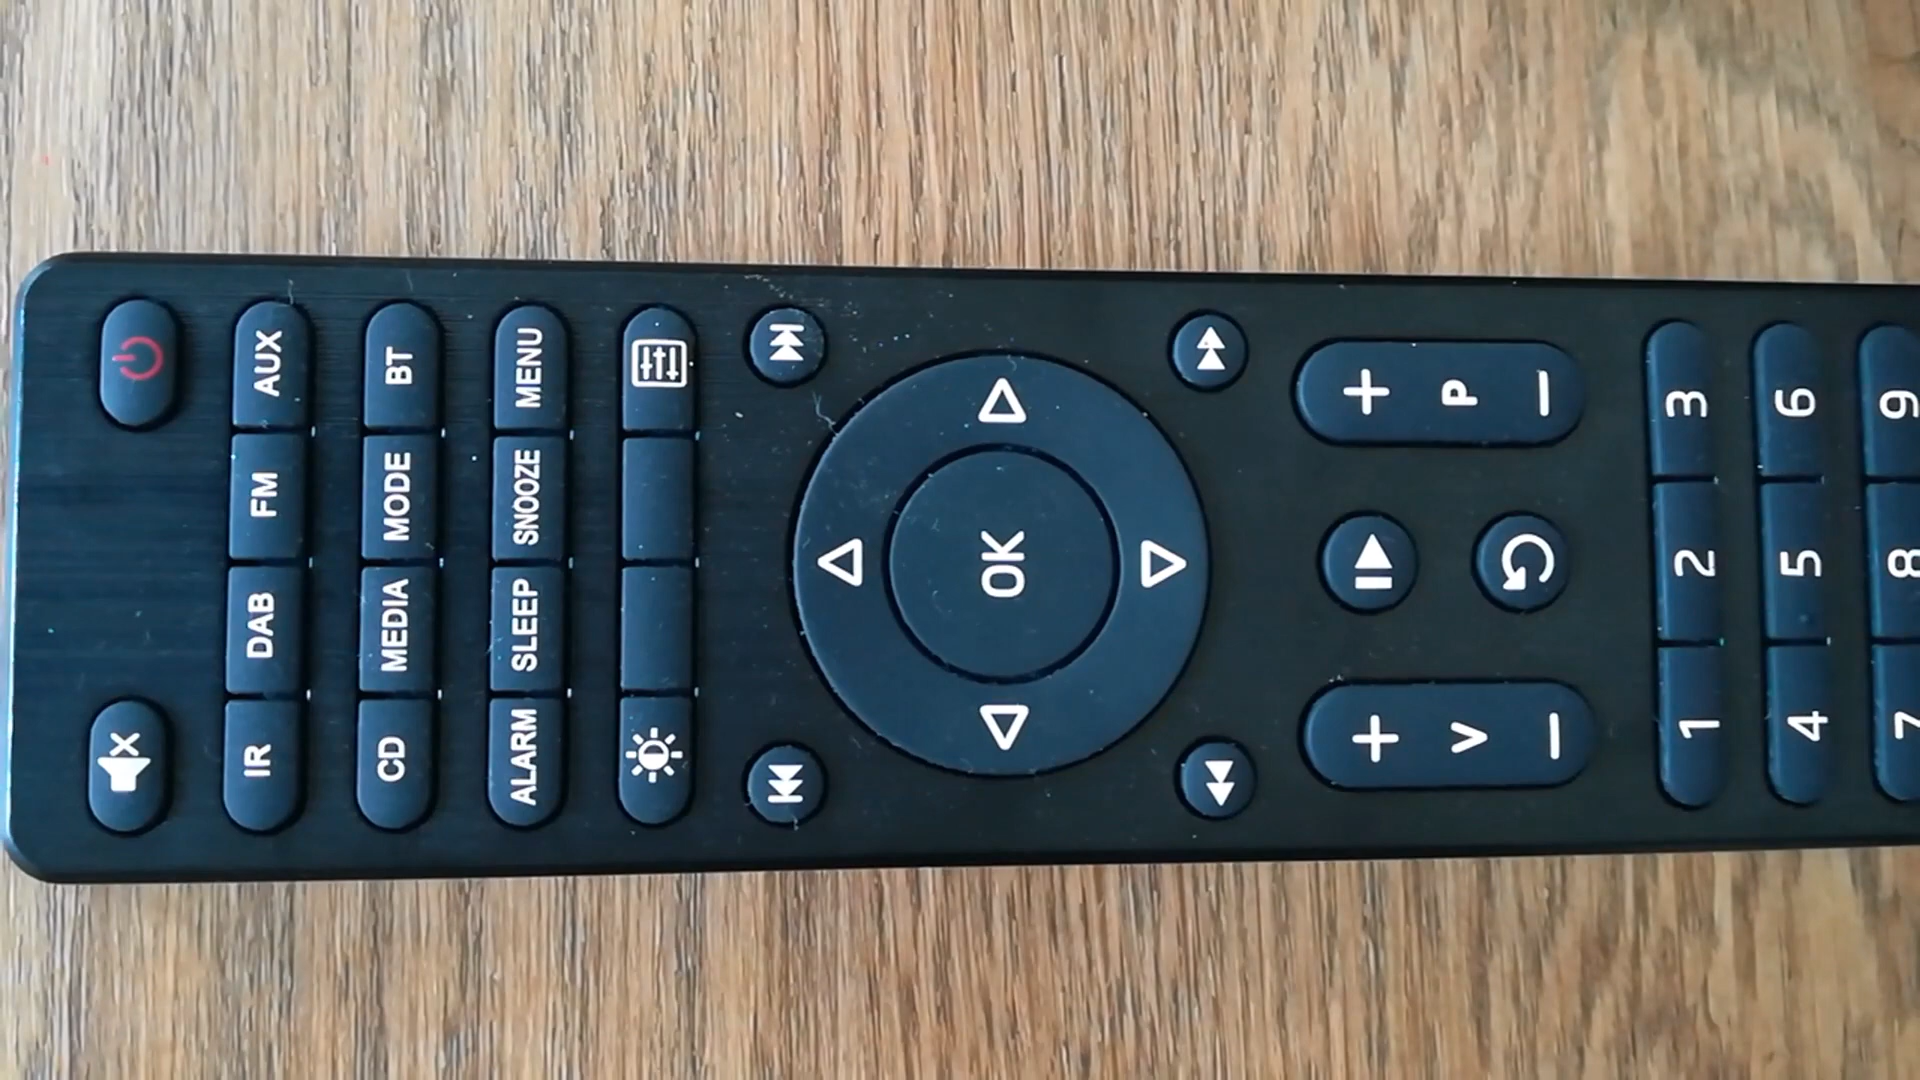 IR DAB FM AUX
CD MEDIA MODE BT
ALARM SLEEP SNOOZE MENU
OK
+ +
V P
- -
1 2 3
4 5 6
7 8 9